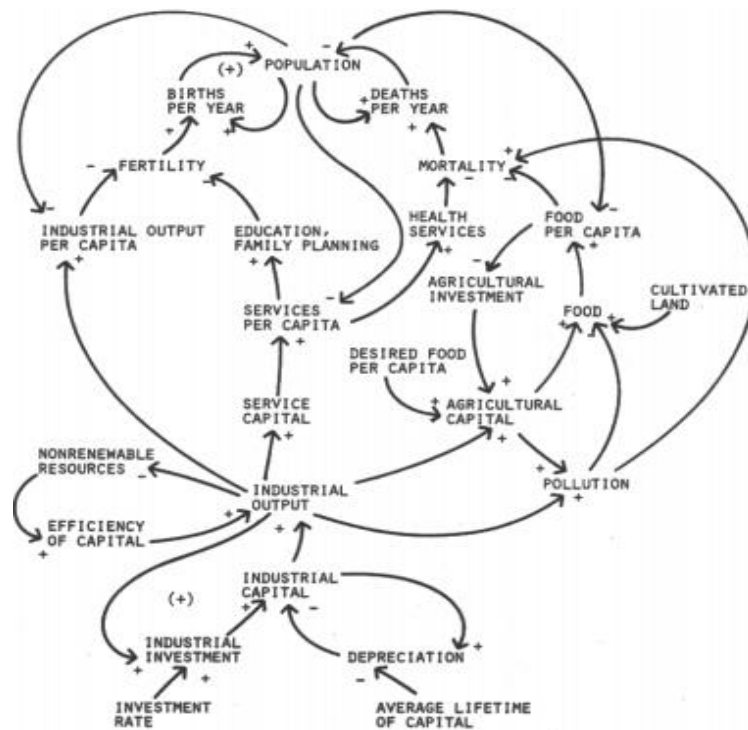 POPULATION
(+)
BIRTHS
PER YEAR
DEATHS
PER YEAR
FERTILITY
MORTALITY
INDUSTRIAL OUTPUT
PER CAPITA
EDUCATION,
FAMILY PLANNING
HEALTH
SERVICES
FOOD
PER CAPITA
AGRICULTURAL
INVESTMENT
CULTIVATED
LAND
SERVICES
PER CAPITA
FOOD
DESIRED FOOD
PER CAPITA
SERVICE
CAPITAL
AGRICULTURAL
CAPITAL
NONRENEWABLE
RESOURCES
INDUSTRIAL
OUTPUT
POLLUTION
EFFICIENCY
OF CAPITAL
INDUSTRIAL
CAPITAL
(+)
INDUSTRIAL
INVESTMENT
DEPRECIATION
INVESTMENT
RATE
AVERAGE LIFETIME
OF CAPITAL